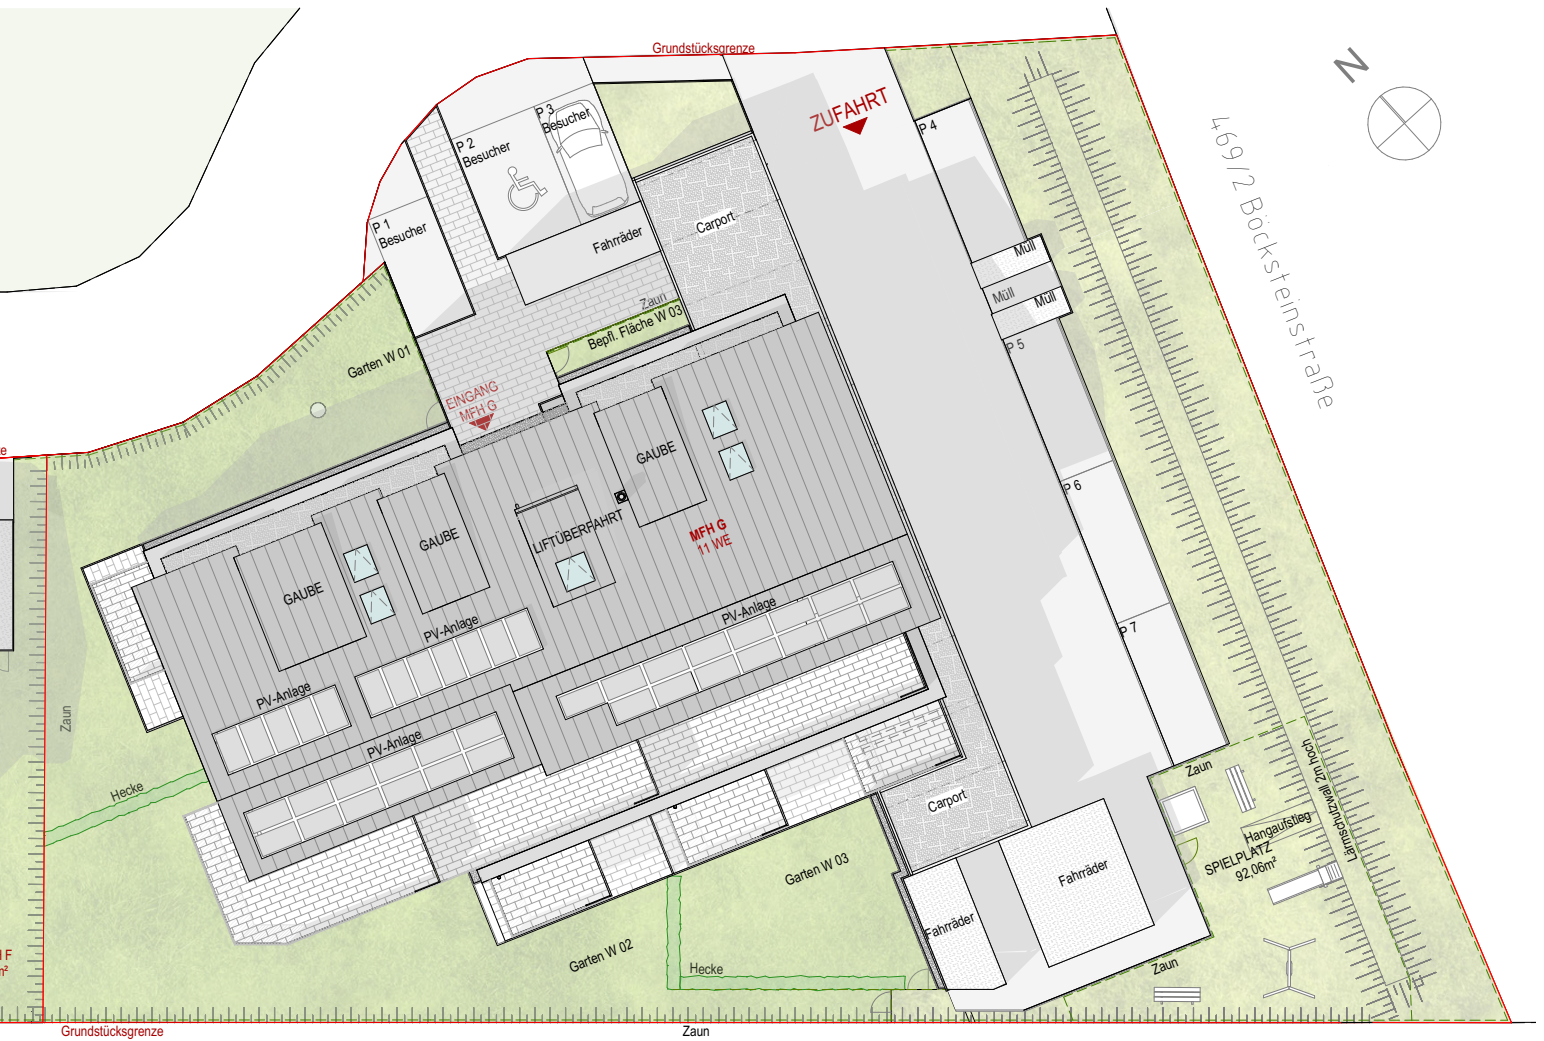 Grundstücksgrenze
N
ZUFAHRT
P 4
P 3
Besucher
P 2
Besucher
P 1
Besucher
Fahrräder
Carport
469/2 Böcksteinstraße
Müll
Müll
Müll
Zaun
Bepfl. Fläche W 03
Garten W 01
P 5
EINGANG
MFH G
GAUBE
GAUBE
GAUBE
LIFTÜBERFAHRT
MFH G
11 WE
P 6
P 7
PV-Anlage
PV-Anlage
PV-Anlage
PV-Anlage
Zaun
Hecke
Carport
Zaun
Lärmschutzwall 2m hoch
Hangaufstieg
SPIELPLATZ
92,06m²
Garten W 03
Fahrräder
Fahrräder
Garten W 02
Hecke
Zaun
Grundstücksgrenze
Zaun